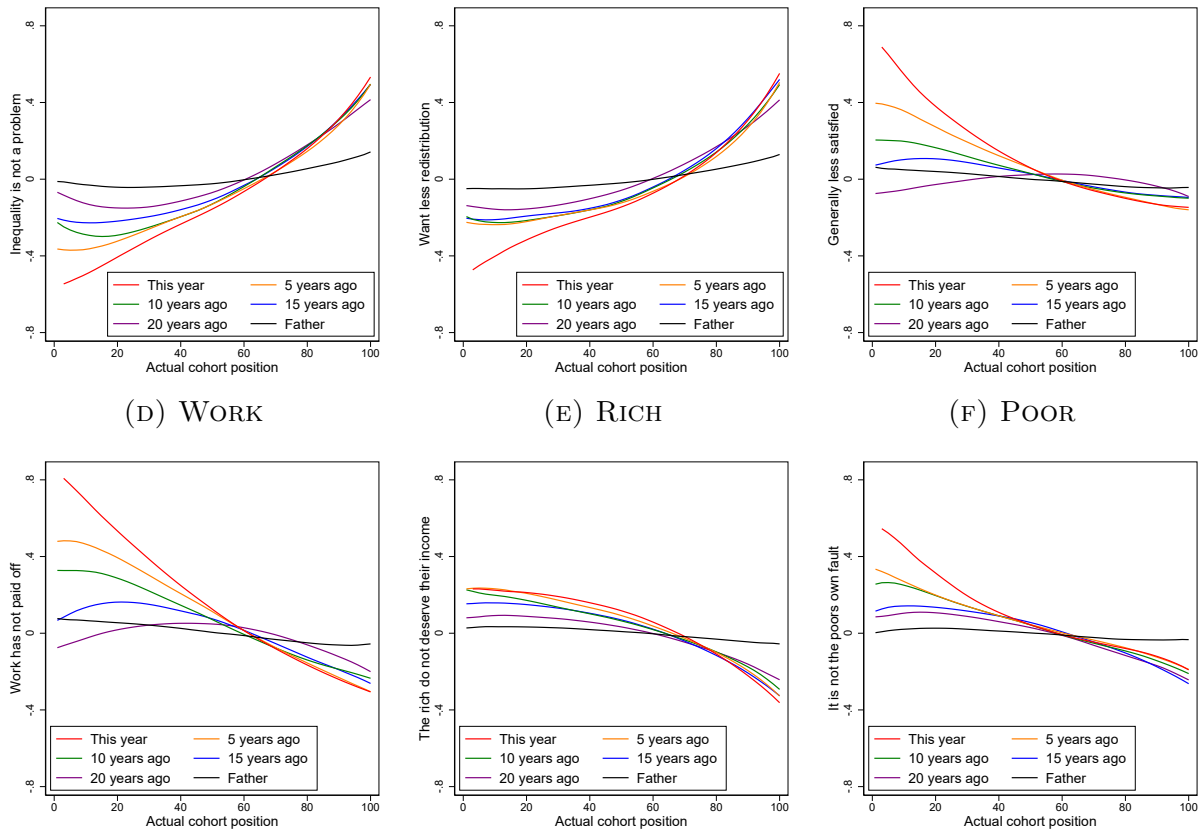 Inequality is not a problem
-.8 -.4 0 .4 .8
This year 5 years ago
10 years ago 15 years ago
20 years ago Father
0 20 40 60 80 100
Actual cohort position
Want less redistribution
-.8 -.4 0 .4 .8
This year 5 years ago
10 years ago 15 years ago
20 years ago Father
0 20 40 60 80 100
Actual cohort position
Generally less satisfied
-.8 -.4 0 .4 .8
This year 5 years ago
10 years ago 15 years ago
20 years ago Father
0 20 40 60 80 100
Actual cohort position
(D) WORK
(E) RICH
(F) POOR
Work has not paid off
-.8 -.4 0 .4 .8
This year 5 years ago
10 years ago 15 years ago
20 years ago Father
0 20 40 60 80 100
Actual cohort position
The rich do not deserve their income
-.8 -.4 0 .4 .8
This year 5 years ago
10 years ago 15 years ago
20 years ago Father
0 20 40 60 80 100
Actual cohort position
It is not the poors own fault
-.8 -.4 0 .4 .8
This year 5 years ago
10 years ago 15 years ago
20 years ago Father
0 20 40 60 80 100
Actual cohort position